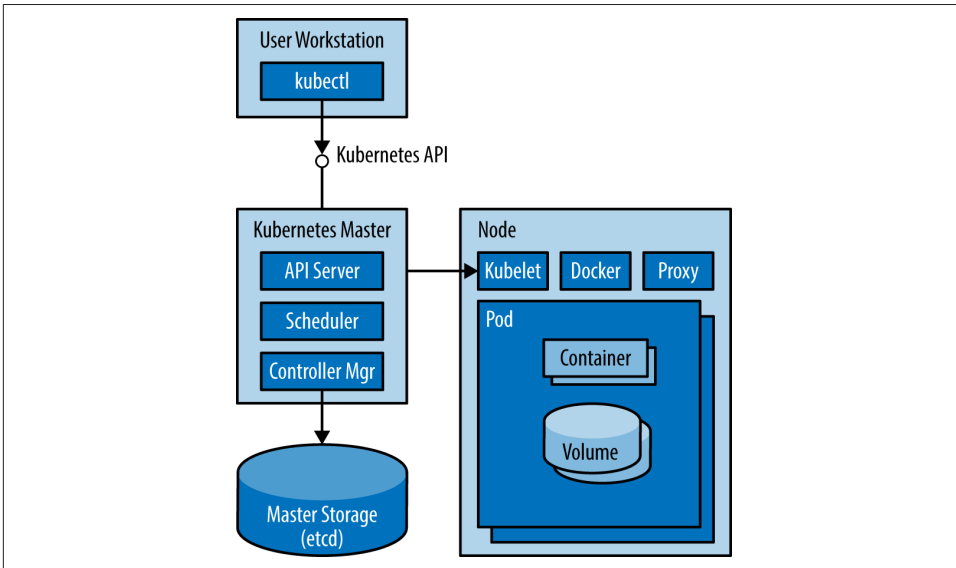 User Workstation
kubectl
Kubernetes API
Kubernetes Master
API Server
Scheduler
Controller Mgr
Master Storage
(etcd)
Node
Kubelet
Docker
Proxy
Pod
Container
Volume